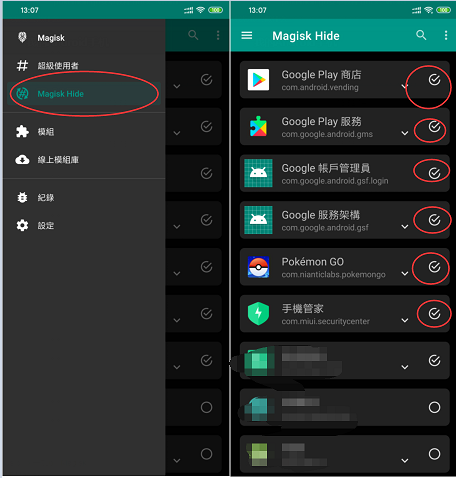 13:07
100
Magisk
超級使用者
Magisk Hide
模組
線上模組庫
紀錄
設定
13:07
100
Magisk Hide
Google Play 商店
com.android.vending
Google Play 服務
com.google.android.gms
Google 帳戶管理員
com.google.android.gsf.login
Google 服務架構
com.google.android.gsf
Pokémon GO
com.nianticlabs.pokemongo
手機管家
com.miui.securitycenter